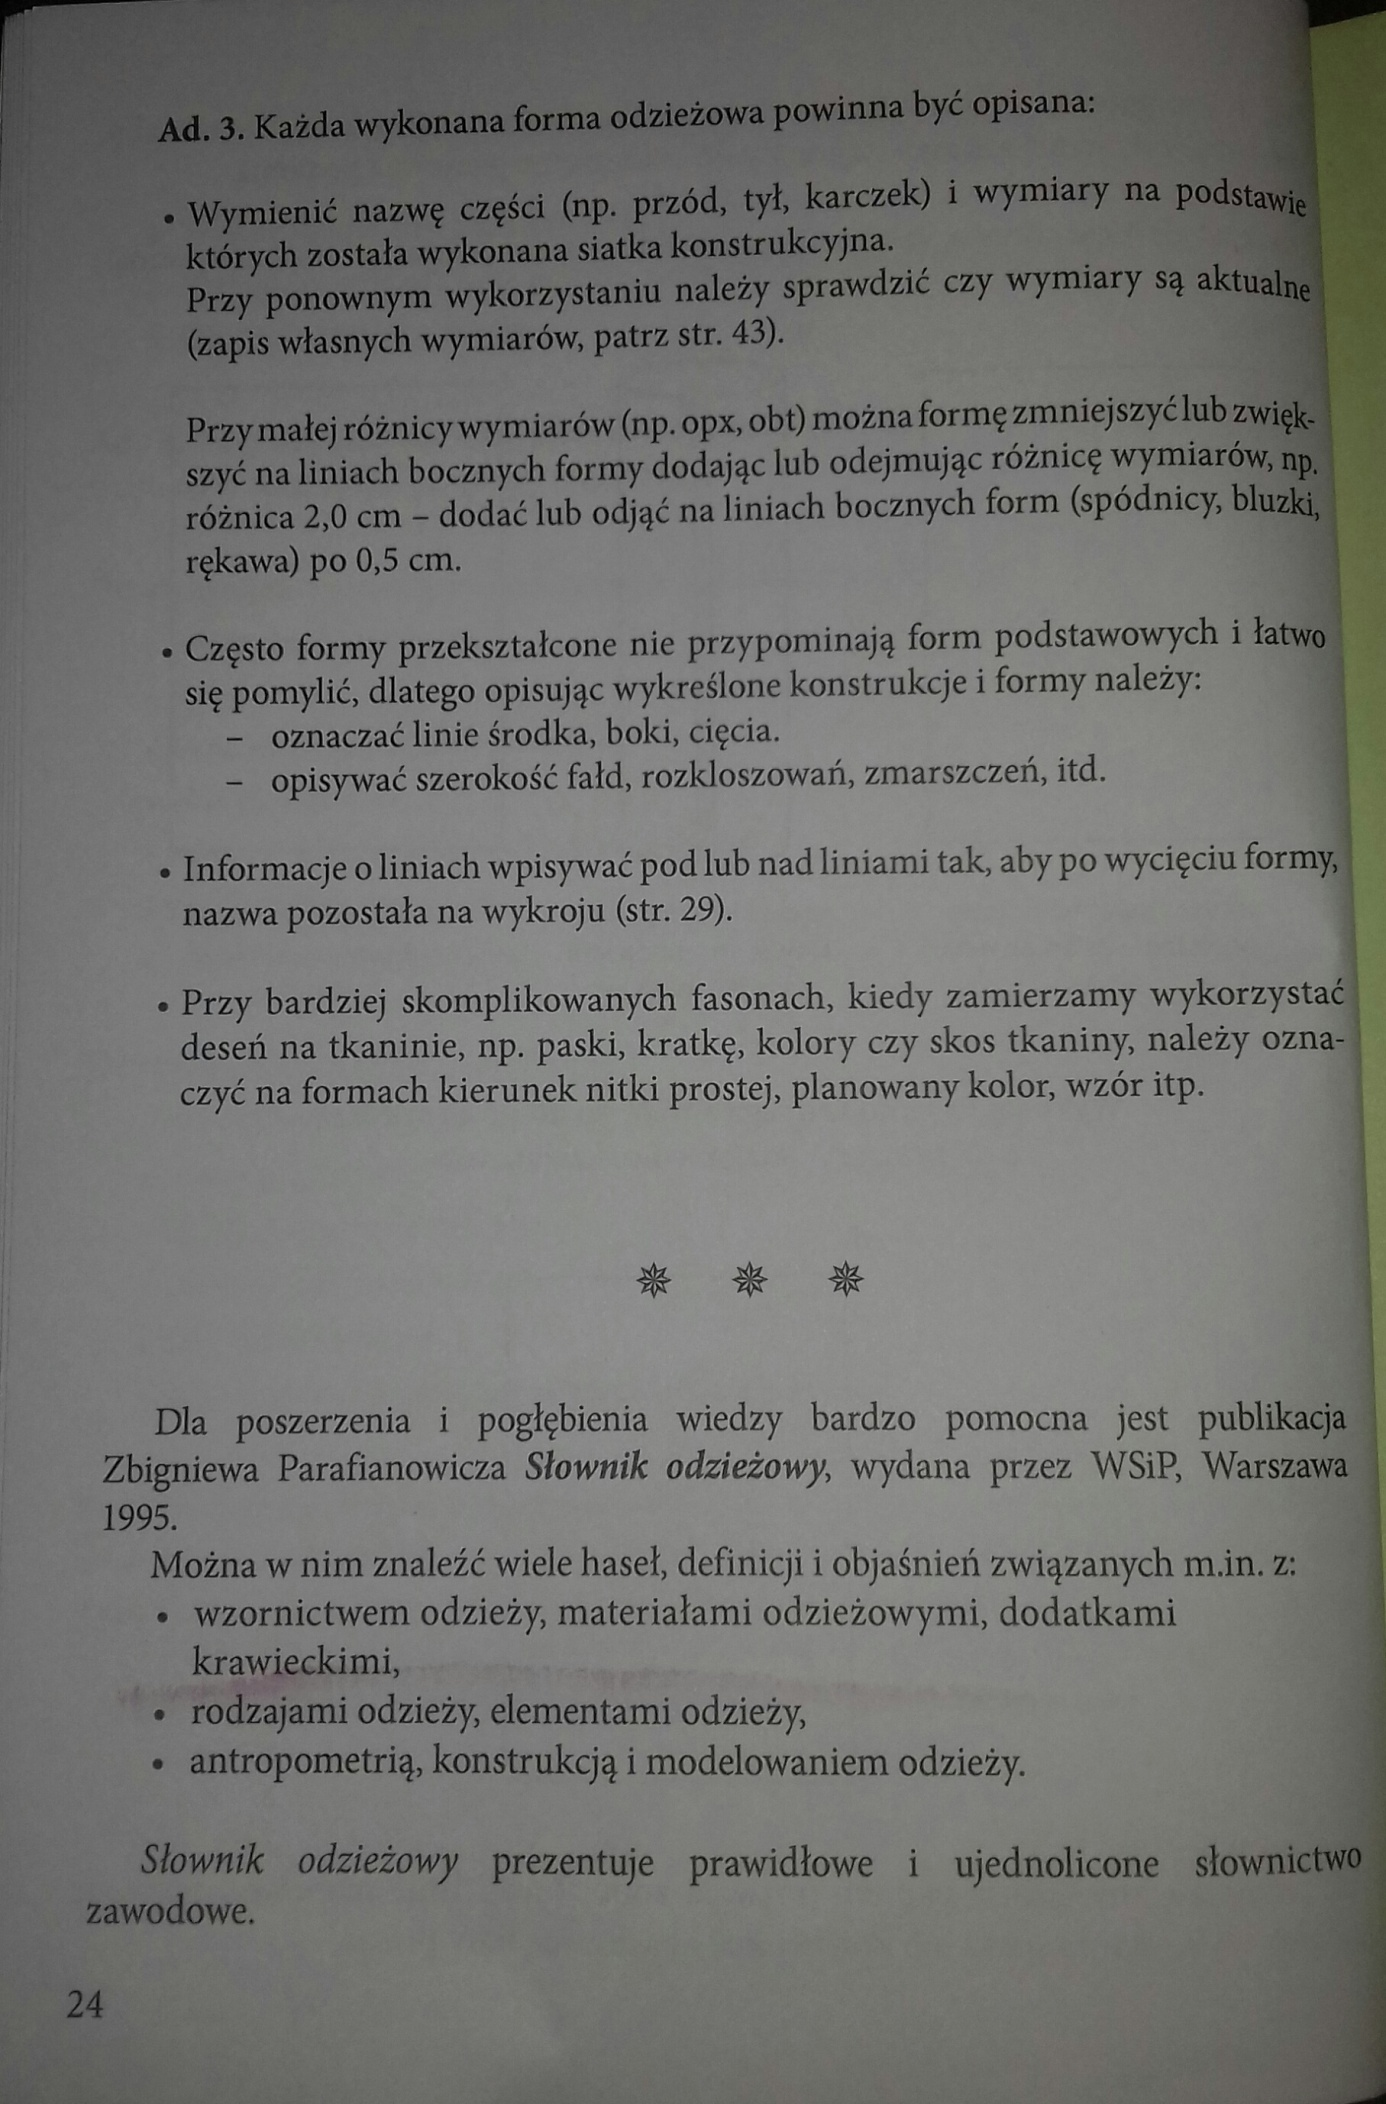 Ad. 3. Każda wykonana forma odzieżowa powinna być opisana:
• Wymienić nazwę części (np. przód, tył, karczek) i wymiary na podstawie
których została wykonana siatka konstrukcyjna.
Przy ponownym wykorzystaniu należy sprawdzić czy wymiary są aktualne
(zapis własnych wymiarów, patrz str. 43).
Przy małej różnicy wymiarów (np. opx, obt) można formę zmniejszyć lub zwięk-
szyć na liniach bocznych formy dodając lub odejmując różnicę wymiarów, np.
różnica 2,0 cm – dodać lub odjąć na liniach bocznych form (spódnicy, bluzki,
rękawa) po 0,5 cm.
• Często formy przekształcone nie przypominają form podstawowych i łatwo
się pomylić, dlatego opisując wykreślone konstrukcje i formy należy:
– oznaczać linie środka, boki, cięcia.
– opisywać szerokość fałd, rozkloszowań, zmarszczeń, itd.
• Informacje o liniach wpisywać pod lub nad liniami tak, aby po wycięciu formy,
nazwa pozostała na wykroju (str. 29).
• Przy bardziej skomplikowanych fasonach, kiedy zamierzamy wykorzystać
deseń na tkaninie, np. paski, kratkę, kolory czy skos tkaniny, należy ozna-
czyć na formach kierunek nitki prostej, planowany kolor, wzór itp.
Dla poszerzenia i pogłębienia wiedzy bardzo pomocna jest publikacja
Zbigniewa Parafianowicza Słownik odzieżowy, wydana przez WSiP, Warszawa
1995.
Można w nim znaleźć wiele haseł, definicji i objaśnień związanych m.in. z:
• wzornictwem odzieży, materiałami odzieżowymi, dodatkami
krawieckimi,
• rodzajami odzieży, elementami odzieży,
• antropometrią, konstrukcją i modelowaniem odzieży.
Słownik odzieżowy prezentuje prawidłowe i ujednolicone słownictwo
zawodowe.
24